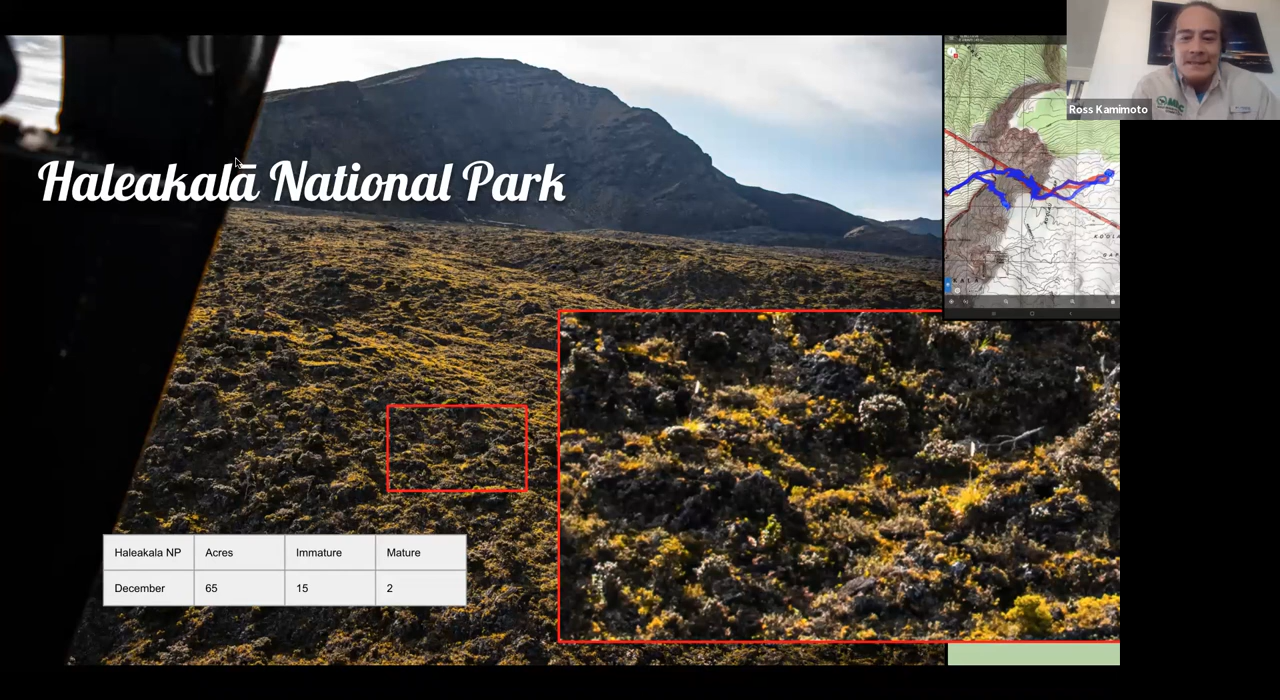 Haleakalā National Park
Ross Kamimoto
Haleakala NP
Acres
Immature
Mature
December
65
15
2